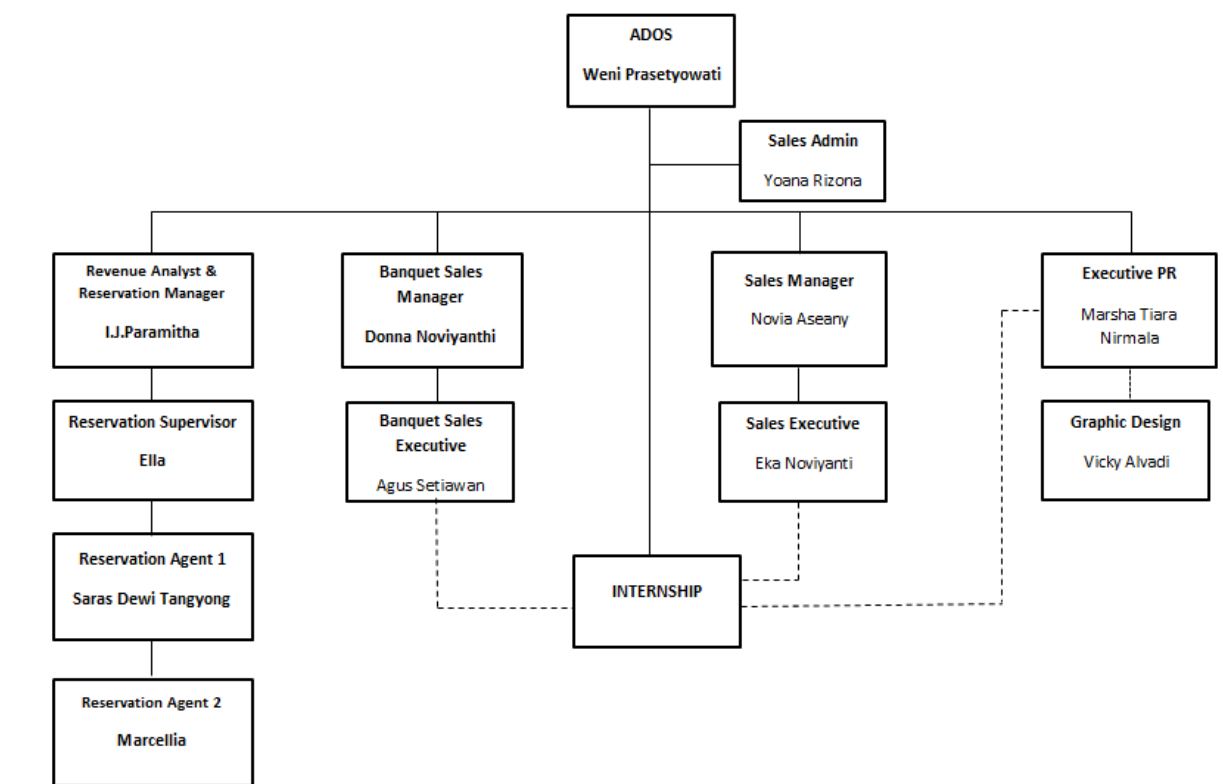 ADOS
Weni Prasetyowati
Sales Admin
Yoana Rizona
Revenue Analyst &
Reservation Manager
I.J.Paramitha
Banquet Sales
Manager
Donna Noviyanthi
Sales Manager
Novia Aseany
Executive PR
Marsha Tiara
Nirmala
Reservation Supervisor
Ella
Banquet Sales
Executive
Agus Setiawan
Sales Executive
Eka Noviyanti
Graphic Design
Vicky Alvadi
Reservation Agent 1
Saras Dewi Tangyong
INTERNSHIP
Reservation Agent 2
Marcellia